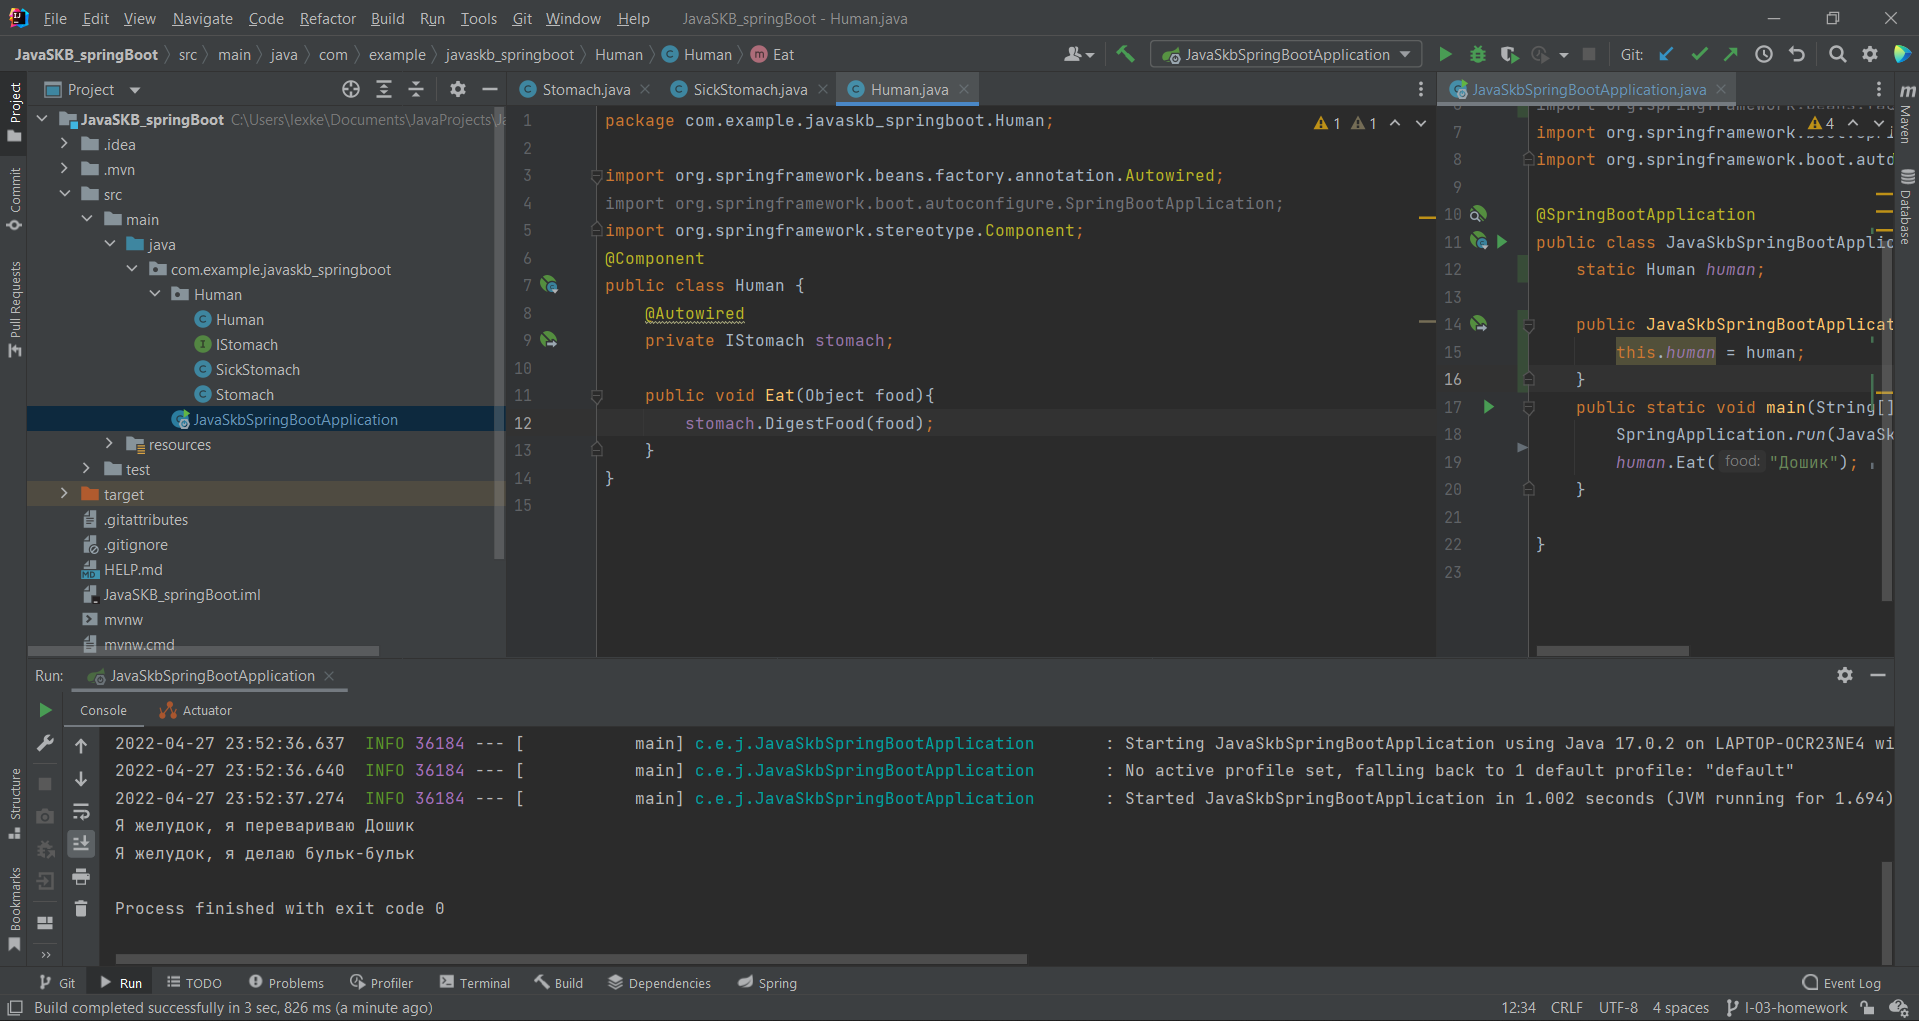 File Edit View Navigate Code Refactor Build Run Tools Git Window Help JavaSKB_springBoot - Human.java
JavaSKB_springBoot src main java com example javaskb_springboot Human Human Eat JavaSkbSpringBootApplication Git:
Project
Stomach.java SickStomach.java Human.java JavaSkbSpringBootApplication.java
Project
Commit
Pull Requests
Structure
Bookmarks
JavaSKB_springBoot C:\Users\lexke\Documents\JavaProjects\
.idea
.mvn
src
main
java
com.example.javaskb_springboot
Human
Human
IStomach
SickStomach
Stomach
JavaSkbSpringBootApplication
resources
test
target
.gitattributes
.gitignore
HELP.md
JavaSKB_springBoot.iml
mvnw
mvnw.cmd
1 package com.example.javaskb_springboot.Human;
2
3 import org.springframework.beans.factory.annotation.Autowired;
4 import org.springframework.boot.autoconfigure.SpringBootApplication;
5 import org.springframework.stereotype.Component;
6 @Component
7 public class Human {
8 @Autowired
9 private IStomach stomach;
10
11 public void Eat(Object food){
12 stomach.DigestFood(food);
13 }
14 }
15
1 1
4
7 import org.springframework.boot.
8 import org.springframework.boot.autо
9
10 @SpringBootApplication
11 public class JavaSkbSpringBootApplic
12 static Human human;
13
14 public JavaSkbSpringBootApplicat
15 this.human = human;
16 }
17 public static void main(String[]
18 SpringApplication.run(JavaSk
19 human.Eat( food: "Дошик");
20 }
21
22 }
23
Maven
Database
Run: JavaSkbSpringBootApplication
Console Actuator
2022-04-27 23:52:36.637 INFO 36184 --- [ main] c.e.j.JavaSkbSpringBootApplication : Starting JavaSkbSpringBootApplication using Java 17.0.2 on LAPTOP-OCR23NE4 wi
2022-04-27 23:52:36.640 INFO 36184 --- [ main] c.e.j.JavaSkbSpringBootApplication : No active profile set, falling back to 1 default profile: "default"
2022-04-27 23:52:37.274 INFO 36184 --- [ main] c.e.j.JavaSkbSpringBootApplication : Started JavaSkbSpringBootApplication in 1.002 seconds (JVM running for 1.694)
Я желудок, я перевариваю Дошик
Я желудок, я делаю бульк-бульк
Process finished with exit code 0
Git Run TODO Problems Profiler Terminal Build Dependencies Spring Event Log
Build completed successfully in 3 sec, 826 ms (a minute ago) 12:34 CRLF UTF-8 4 spaces I-03-homework